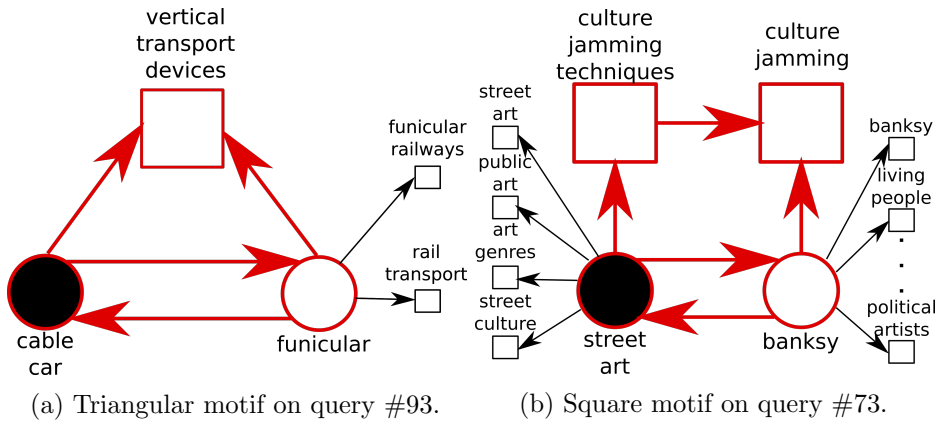 vertical
transport
devices
funicular
railways
rail
transport
cable
car
funicular
(a) Triangular motif on query #93.
culture
jamming
techniques
culture
jamming
street
art
public
art
art
genres
street
culture
banksy
living
people
.
.
.
political
artists
street
art
banksy
(b) Square motif on query #73.